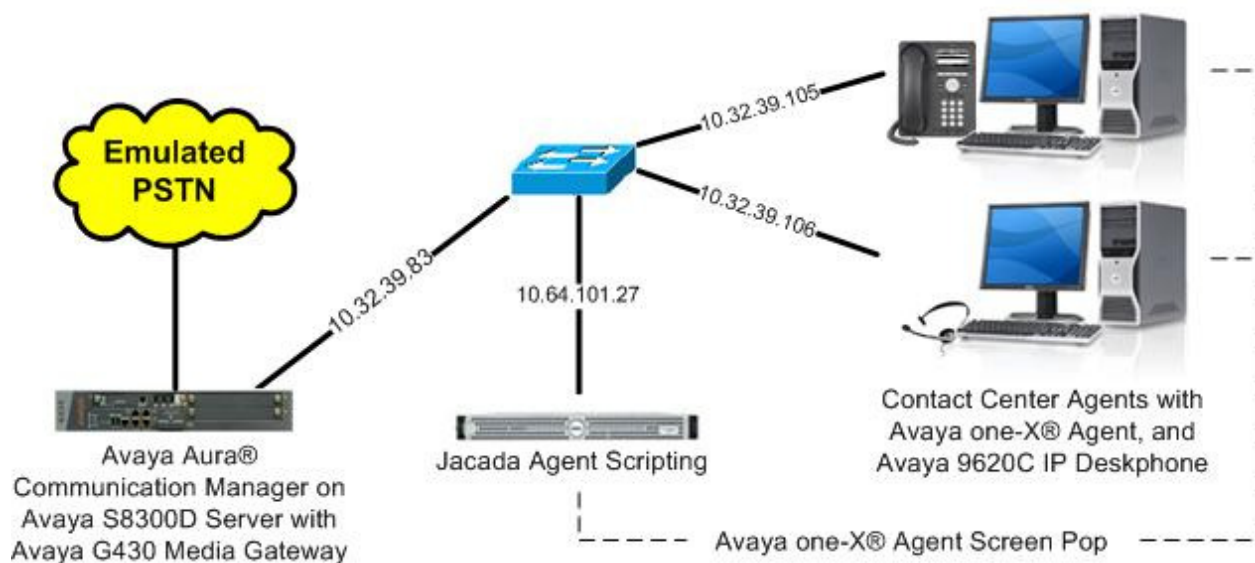 Emulated
PSTN
10.32.39.105
10.32.39.106
10.32.39.83
10.64.101.27
Avaya Aura®
Communication Manager on
Avaya S8300D Server with
Avaya G430 Media Gateway
Jacada Agent Scripting
Contact Center Agents with
Avaya one-X® Agent, and
Avaya 9620C IP Deskphone
Avaya one-X® Agent Screen Pop